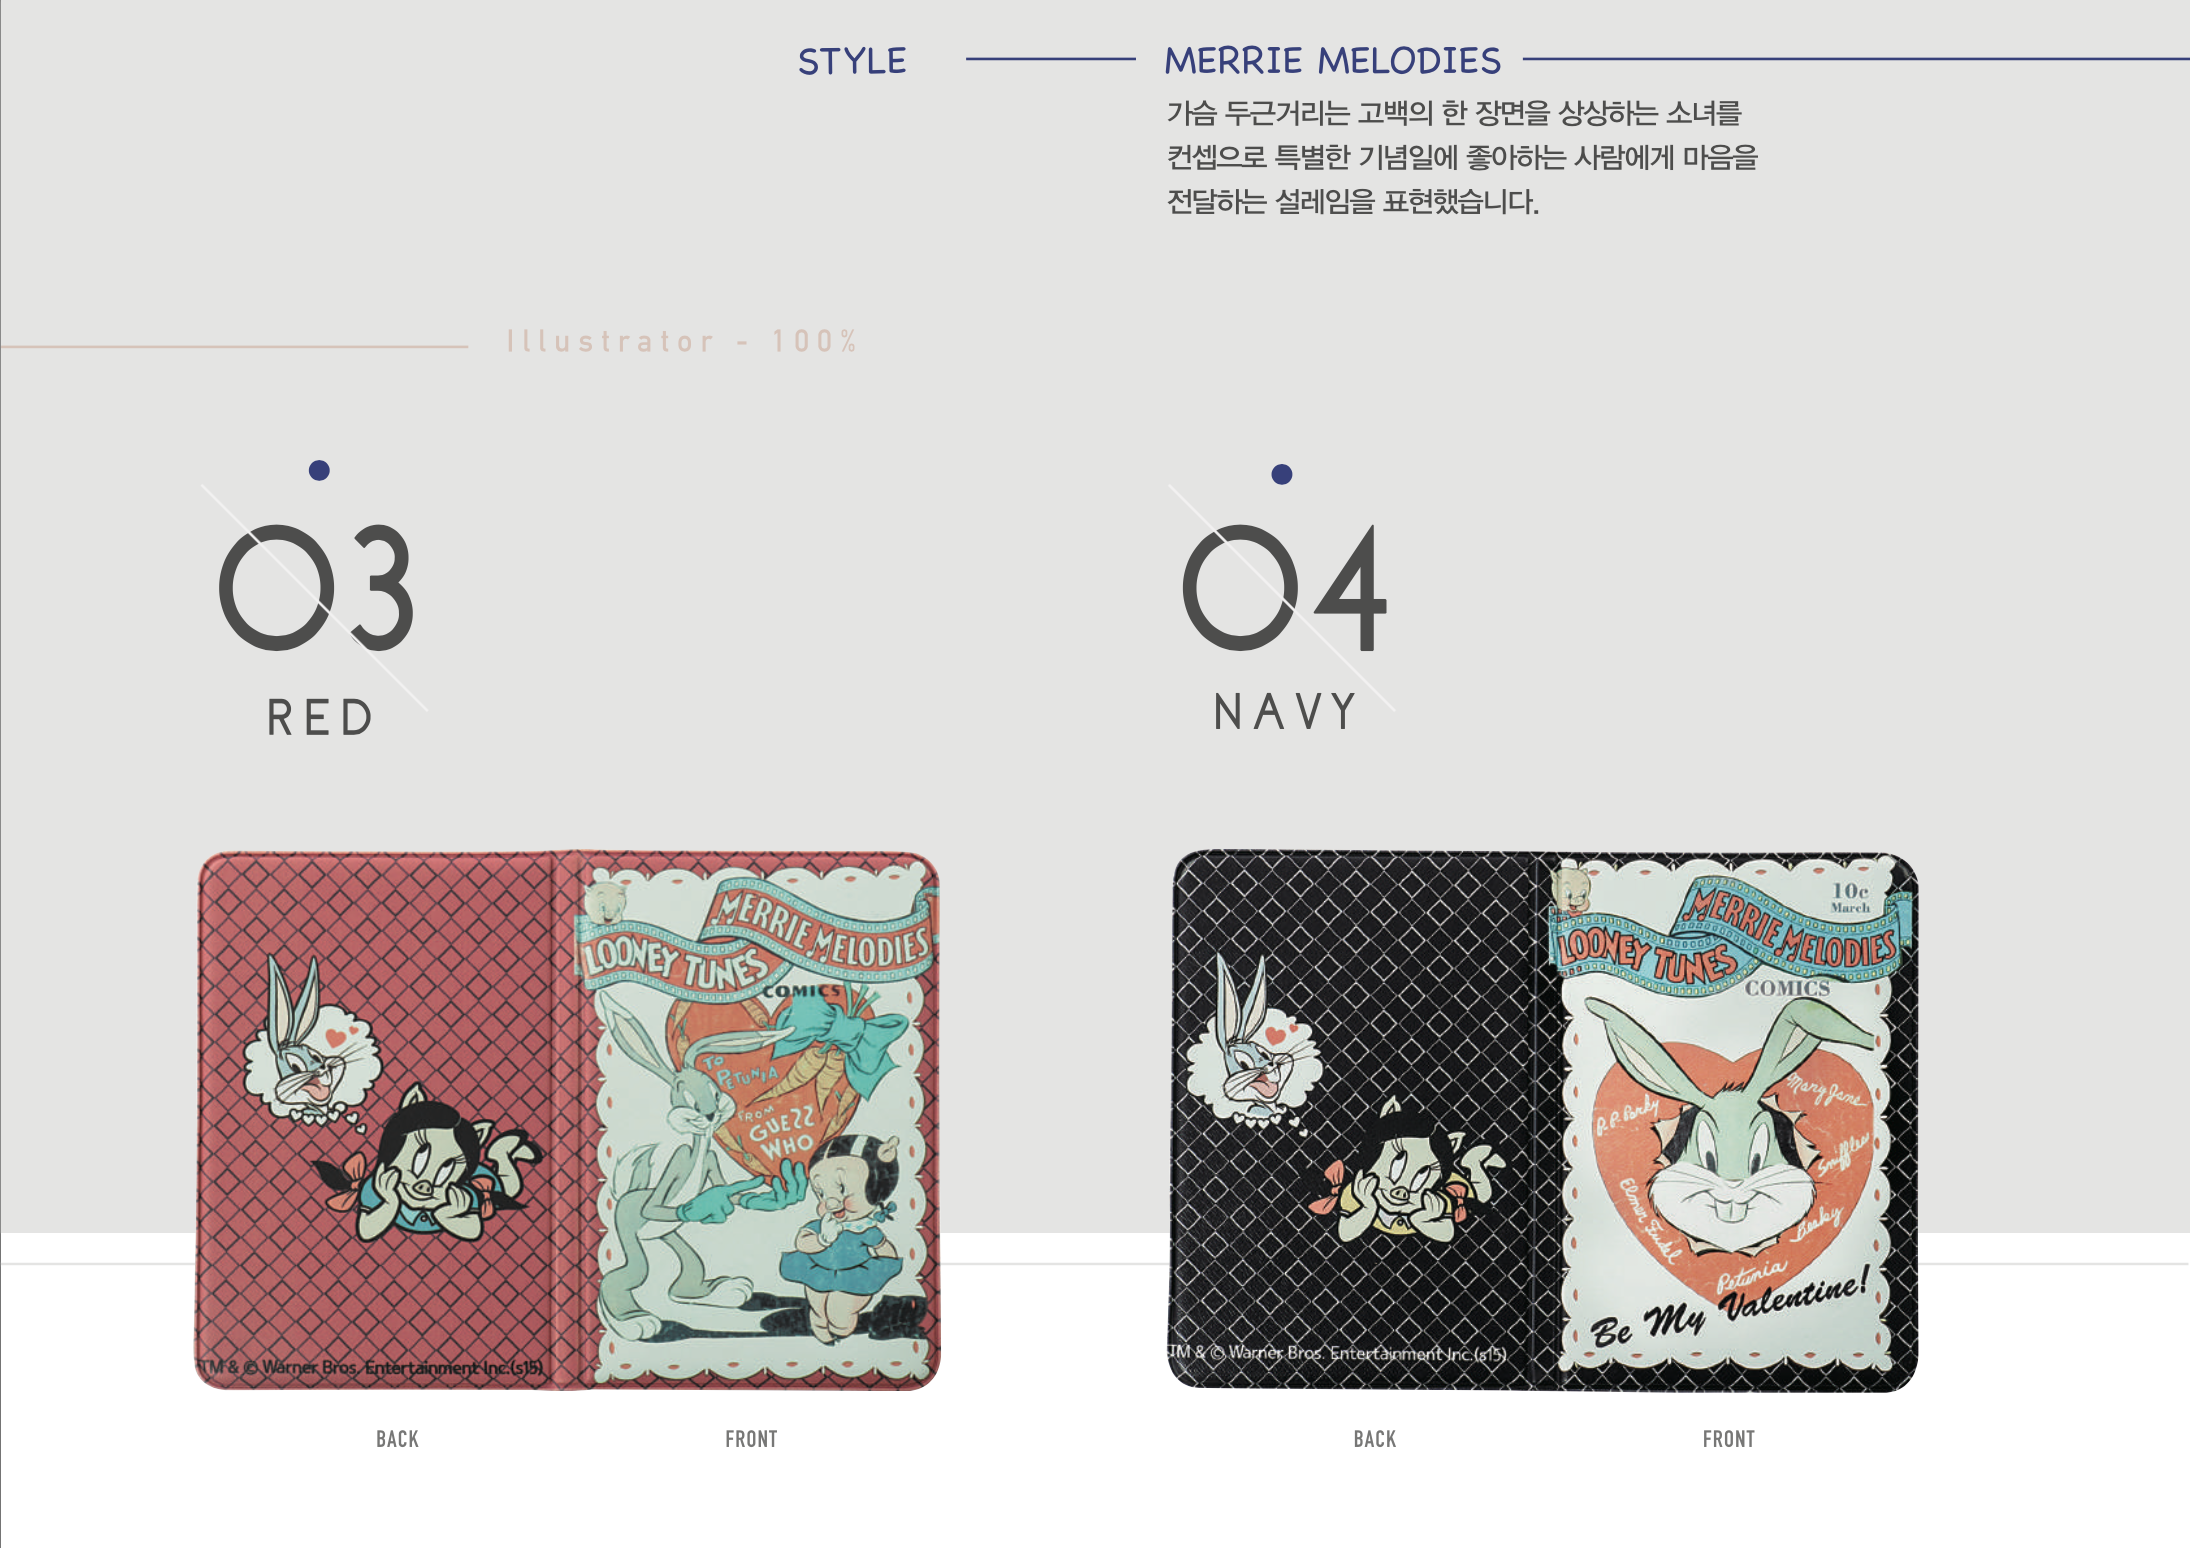 STYLE
MERRIE MELODIES
가슴 두근거리는 고백의 한 장면을 상상하는 소녀를
컨셉으로 특별한 기념일에 좋아하는 사람에게 마음을
전달하는 설레임을 표현했습니다.
Illustrator - 100%
03
RED
04
NAVY
LOONEY TUNES
MERRIE MELODIES
COMICS
TO
PETUNIA
FROM
GUEZZ
WHO
TM & © Warner Bros. Entertainment Inc.(s15)
BACK
FRONT
10c
March
LOONEY TUNES
MERRIE MELODIES
COMICS
Mary Jane
P.P. Porky
Sniffles
Elmer Fudd
Beaky
Petunia
Be My Valentine!
TM & © Warner Bros. Entertainment Inc.(s15)
BACK
FRONT